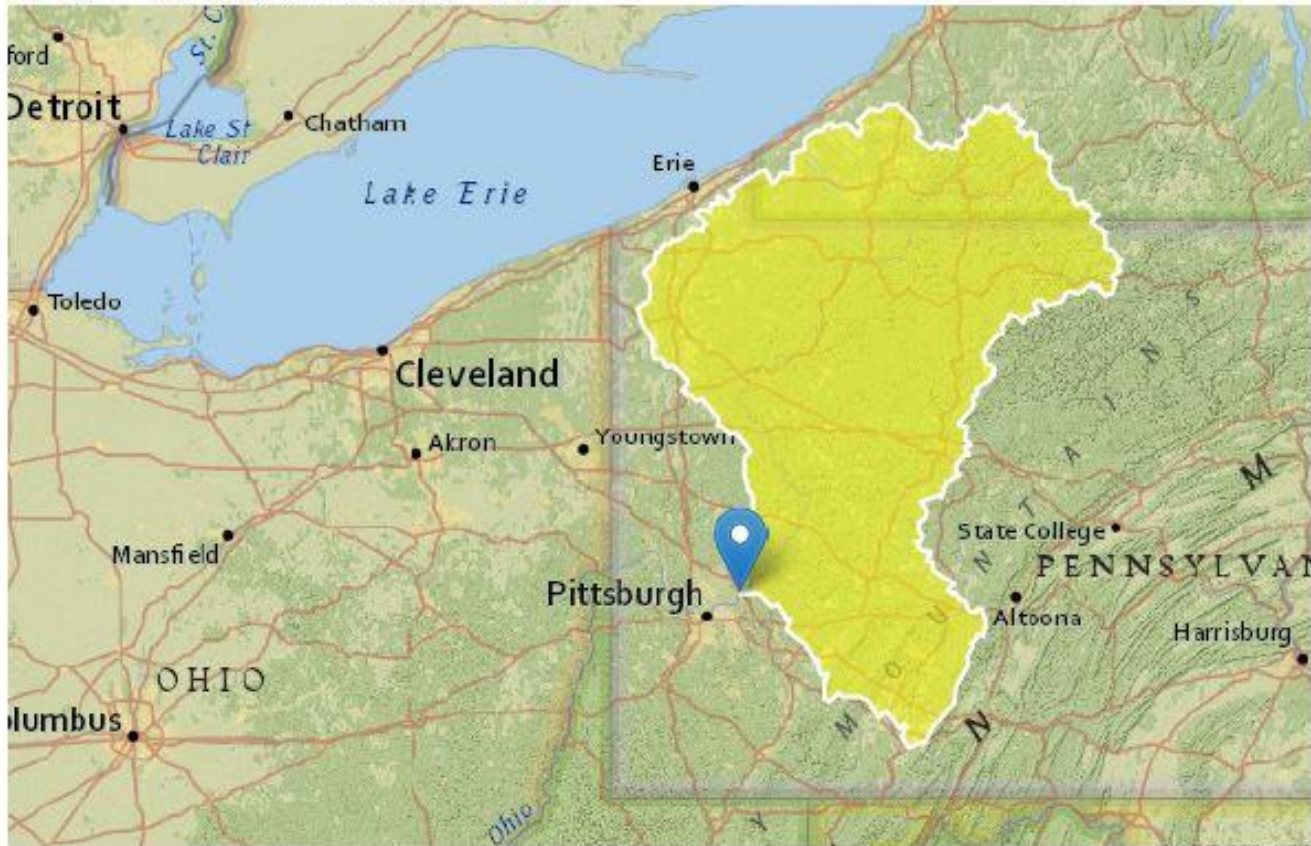 St. C
ford
Detroit
Lake St
Clair
Chatham
Erie
Lake Erie
Toledo
Cleveland
Akron
Youngstown
Mansfield
State College
PENNSYLVAN
Pittsburgh
Altoona
Harrisburg
OHIO
olumbus
Ohio
M O U N T A I N S
M
N
Y